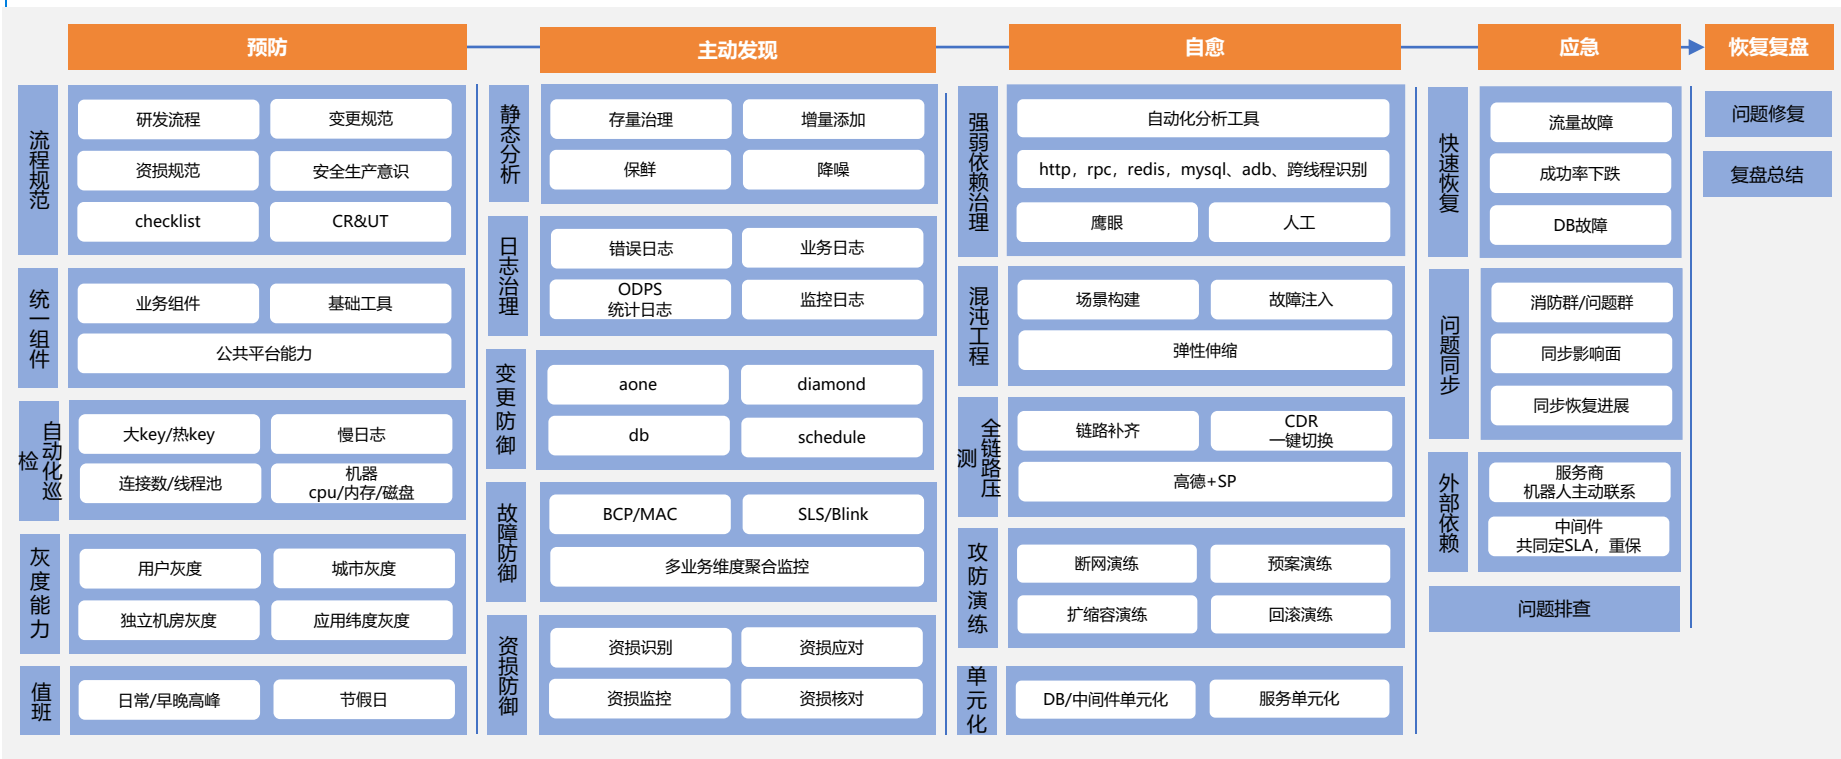 预防
主动发现
自愈
应急
恢复复盘
流程规范
研发流程
变更规范
资损规范
安全生产意识
checklist
CR&UT
统一组件
业务组件
基础工具
公共平台能力
自动化巡检
大key/热key
慢日志
连接数/线程池
机器
cpu/内存/磁盘
灰度能力
用户灰度
城市灰度
独立机房灰度
应用纬度灰度
值班
日常/早晚高峰
节假日
静态分析
存量治理
增量添加
保鲜
降噪
日志治理
错误日志
业务日志
ODPS
统计日志
监控日志
变更防御
aone
diamond
db
schedule
故障防御
BCP/MAC
SLS/Blink
多业务维度聚合监控
资损防御
资损识别
资损应对
资损监控
资损核对
强弱依赖治理
自动化分析工具
http，rpc，redis，mysql、adb、跨线程识别
鹰眼
人工
混沌工程
场景构建
故障注入
弹性伸缩
全链路压测
链路补齐
CDR
一键切换
高德+SP
攻防演练
断网演练
预案演练
扩缩容演练
回滚演练
单元化
DB/中间件单元化
服务单元化
快速恢复
流量故障
成功率下跌
DB故障
问题同步
消防群/问题群
同步影响面
同步恢复进展
外部依赖
服务商
机器人主动联系
中间件
共同定SLA，重保
问题排查
问题修复
复盘总结